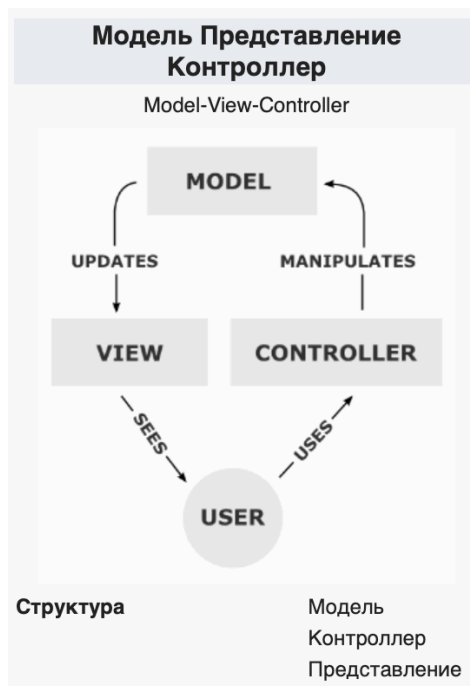 Модель Представление
Контроллер
Model-View-Controller
MODEL
UPDATES
MANIPULATES
VIEW
CONTROLLER
SEES
USES
USER
Структура
Модель
Контроллер
Представление